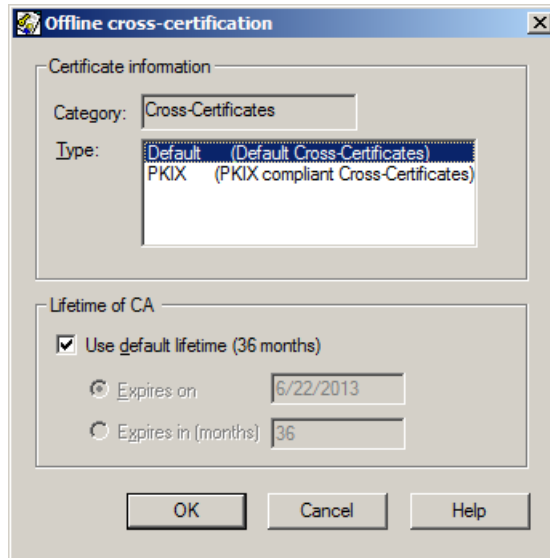 Offline cross-certification
Certificate information
Category: Cross-Certificates
Type: Default (Default Cross-Certificates)
PKIX (PKIX compliant Cross-Certificates)
Lifetime of CA
Use default lifetime (36 months)
Expires on 6/22/2013
Expires in (months) 36
OK Cancel Help